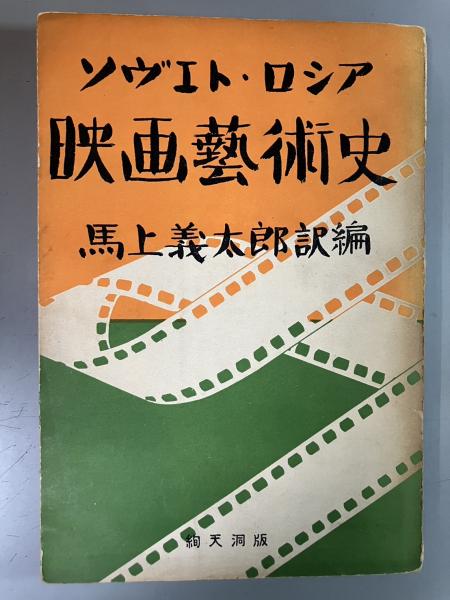 ソヴエト・ロシア
映画藝術史
馬上義太郎訳編
絢天洞版